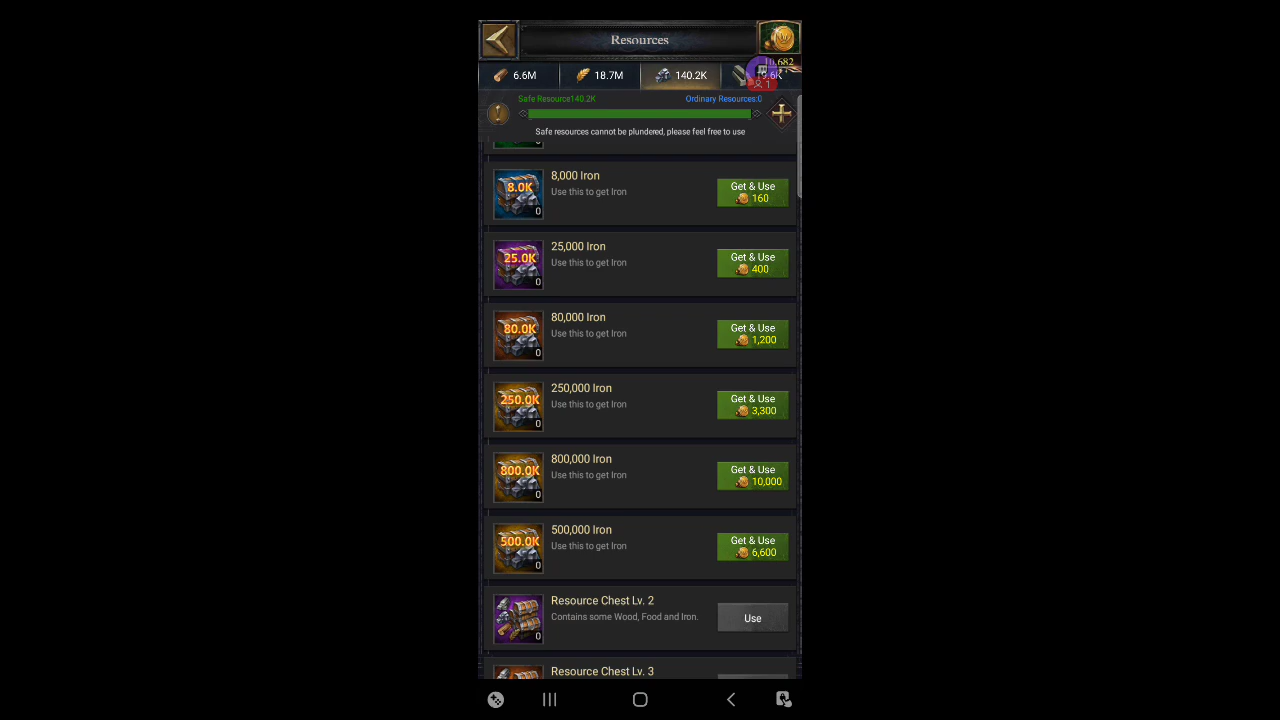 Resources
10,682
6.6M
18.7M
140.2K
1
Safe Resource140.2K
Ordinary Resources:0
Safe resources cannot be plundered, please feel free to use
0
8.0K
0
8,000 Iron
Use this to get Iron
Get & Use
160
25.0K
0
25,000 Iron
Use this to get Iron
Get & Use
400
80.0K
0
80,000 Iron
Use this to get Iron
Get & Use
1,200
250.0K
0
250,000 Iron
Use this to get Iron
Get & Use
3,300
800.0K
0
800,000 Iron
Use this to get Iron
Get & Use
10,000
500.0K
0
500,000 Iron
Use this to get Iron
Get & Use
6,600
0
Resource Chest Lv. 2
Contains some Wood, Food and Iron.
Use
Resource Chest Lv. 3